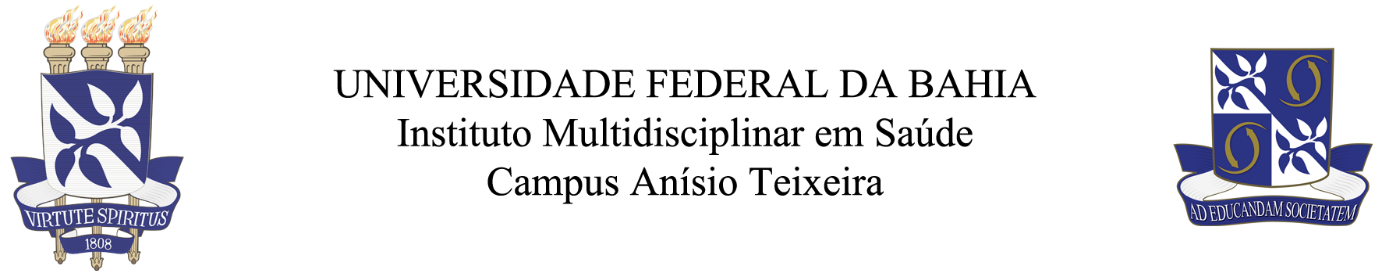 UNIVERSIDADE FEDERAL DA BAHIA
Instituto Multidisciplinar em Saúde
Campus Anísio Teixeira
VIRTUTE SPIRITUS
1808
AD EDUCANDAM SOCIETATEM